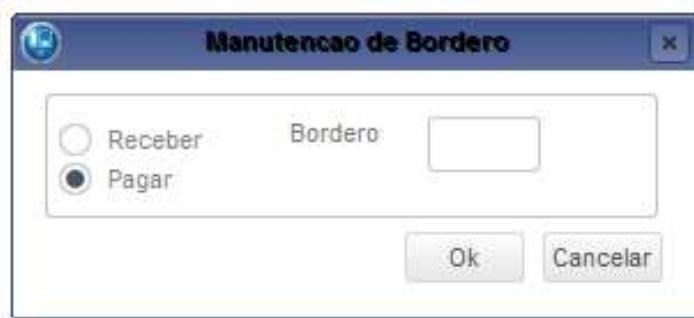 Manutencao de Bordero
Receber
Bordero
Pagar
Ok
Cancelar